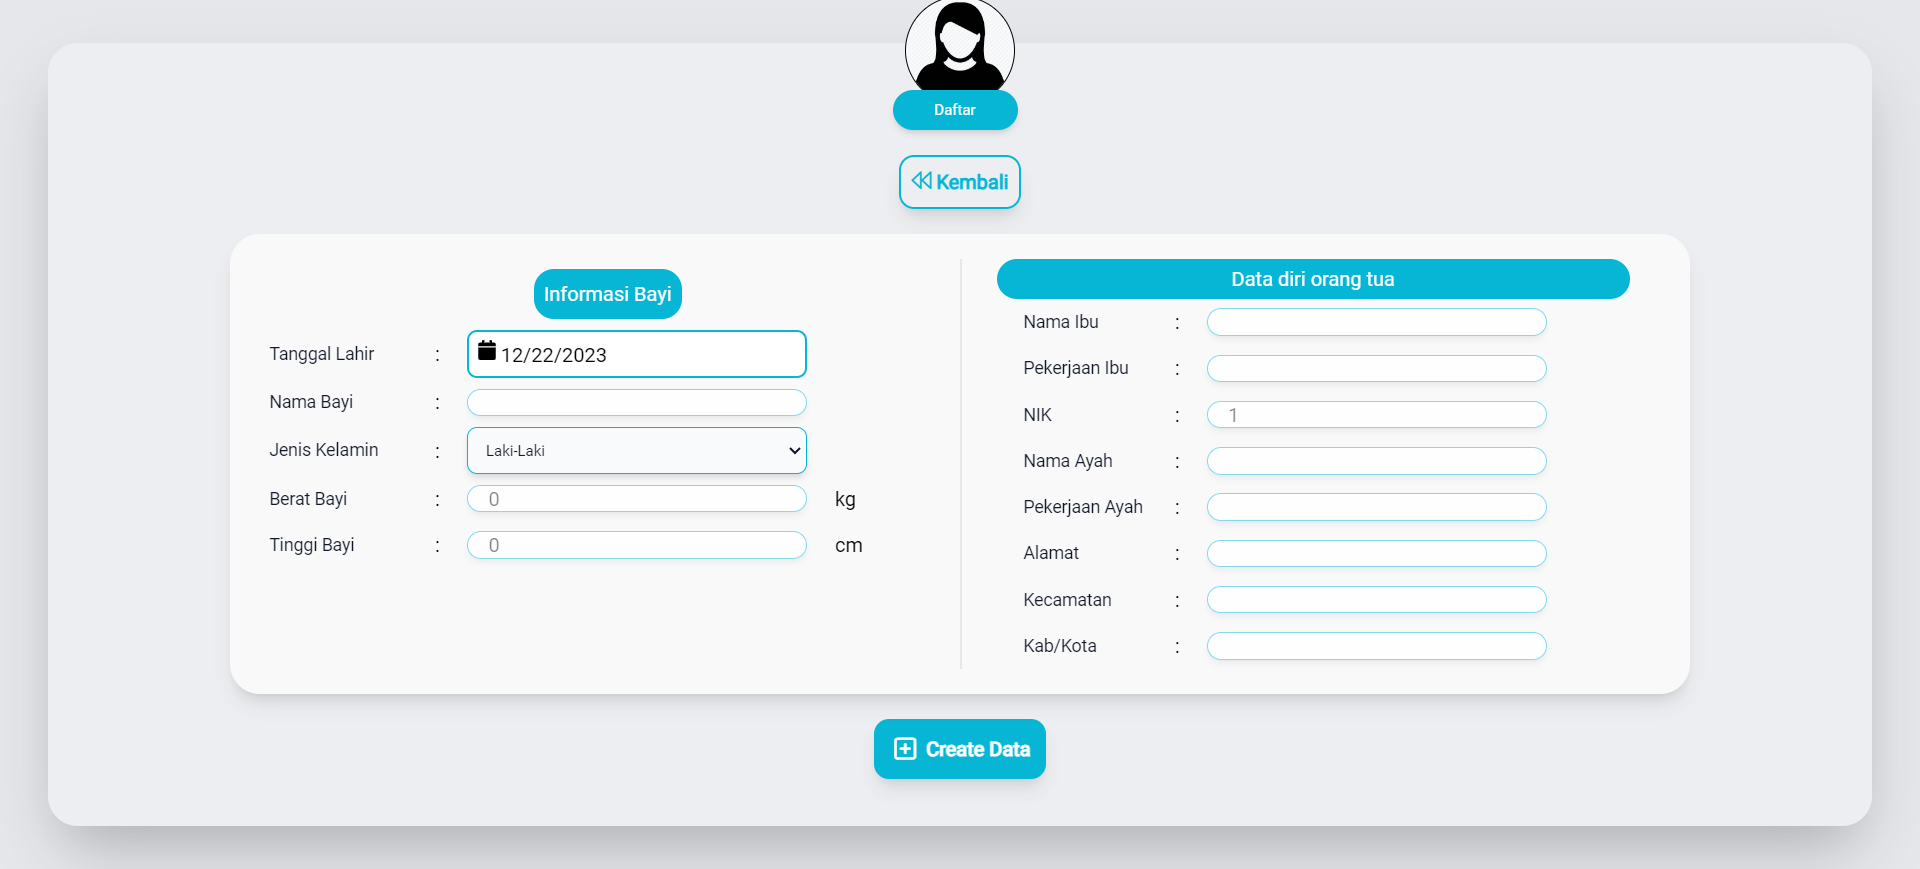 Daftar
Kembali
Informasi Bayi
Tanggal Lahir : 12/22/2023
Nama Bayi :
Jenis Kelamin : Laki-Laki
Berat Bayi : 0 kg
Tinggi Bayi : 0 cm
Data diri orang tua
Nama Ibu :
Pekerjaan Ibu :
NIK : 1
Nama Ayah :
Pekerjaan Ayah :
Alamat :
Kecamatan :
Kab/Kota :
Create Data